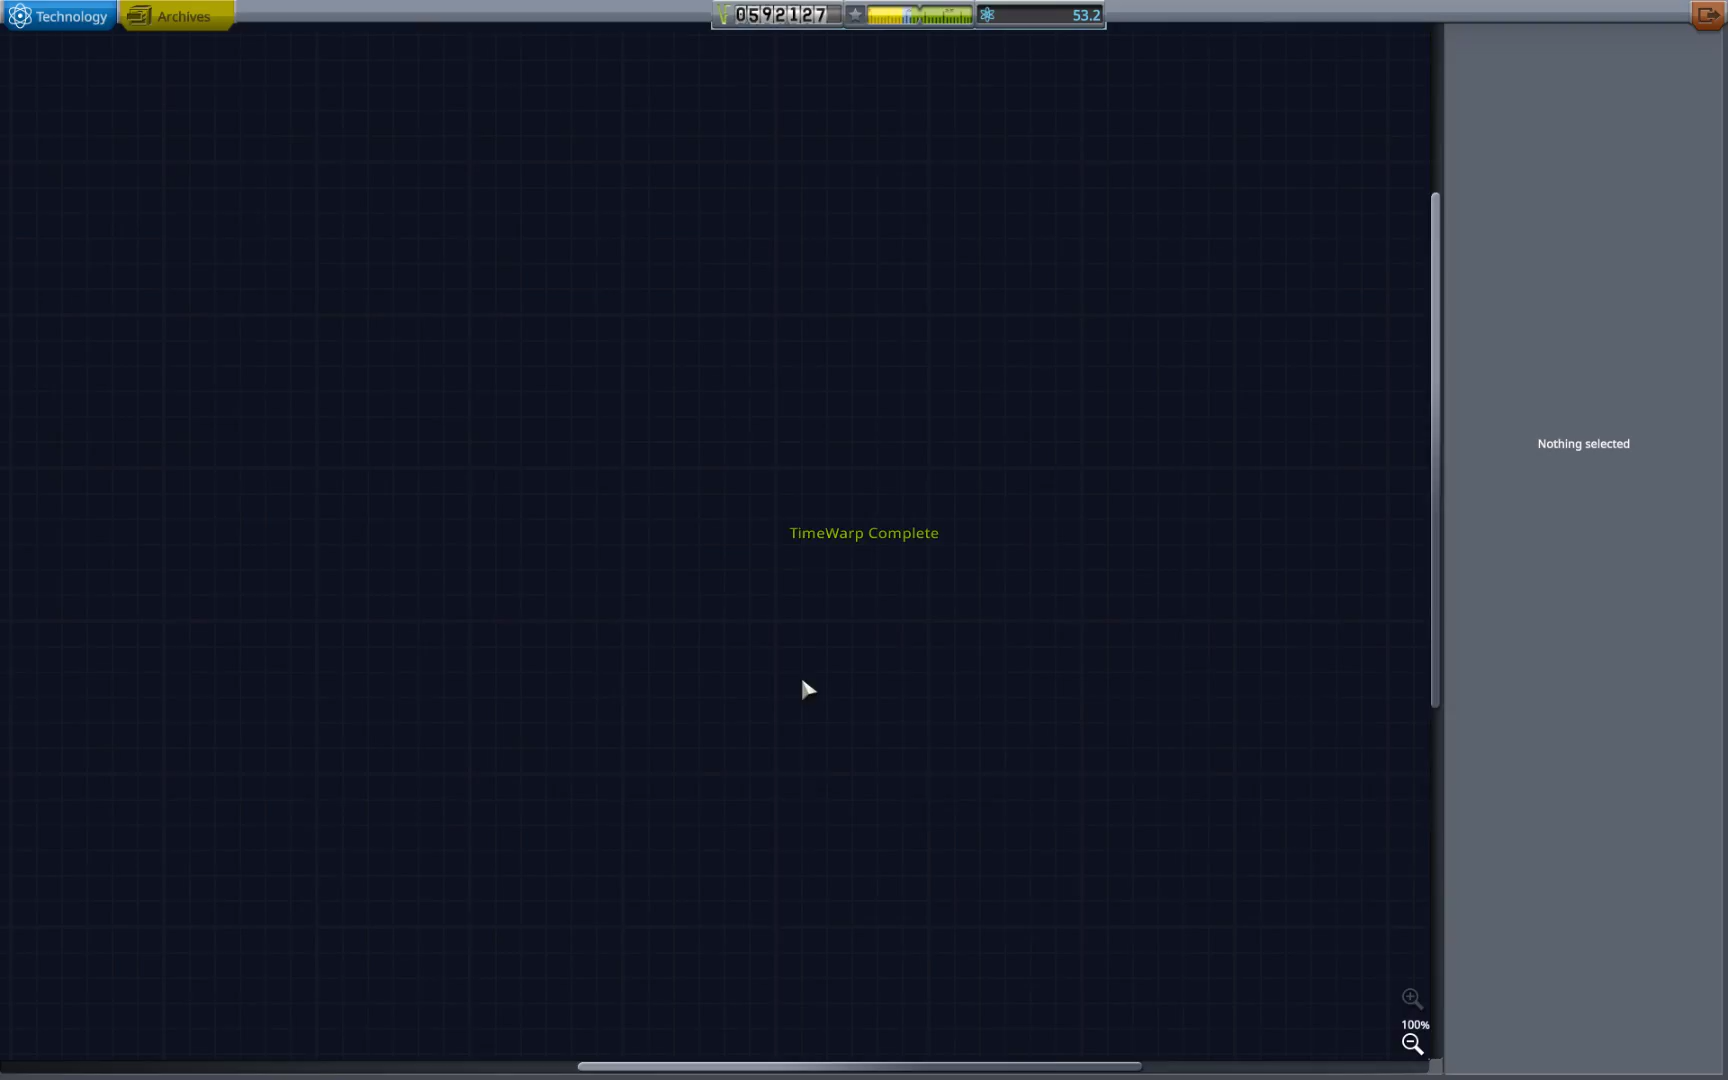 Technology
Archives
0592127
53.2
Nothing selected
TimeWarp Complete
100%